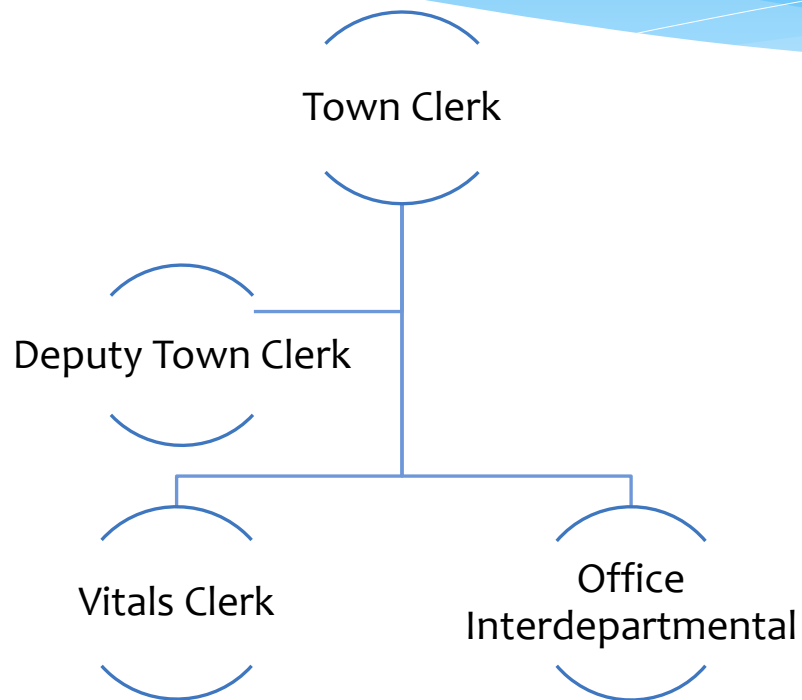 Town Clerk
Deputy Town Clerk
Vitals Clerk
Office
Interdepartmental